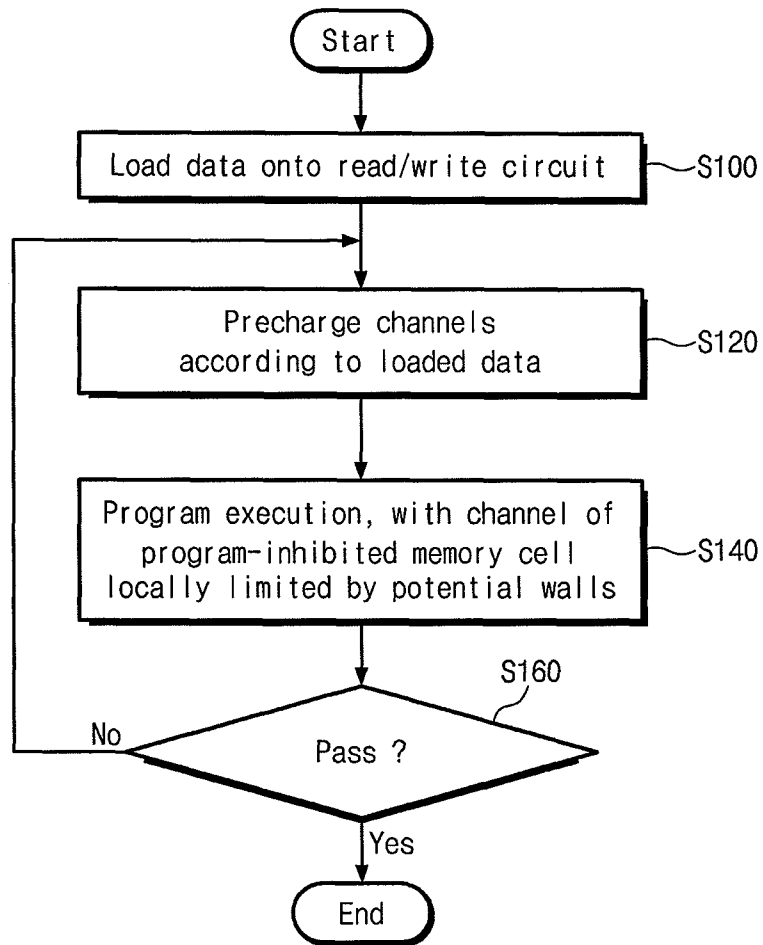 Start
Load data onto read/write circuit
S100
Precharge channels
according to loaded data
S120
Program execution, with channel of
program-inhibited memory cell
locally limited by potential walls
S140
S160
Pass ?
No
Yes
End